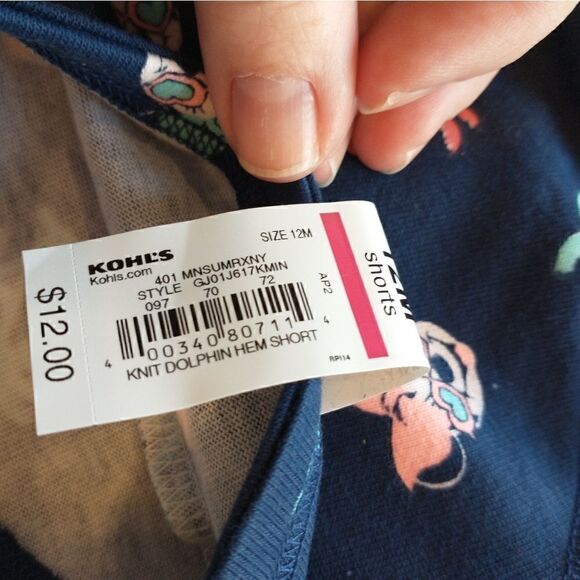 KOHL'S
Kohls.com
SIZE 12M
401 MNSUMRXNY
STYLE GJ01J617KMIN
097 70 72
AP2
4 00340 80711 4
KNIT DOLPHIN HEM SHORT
RPI14
$12.00
12M
Shorts